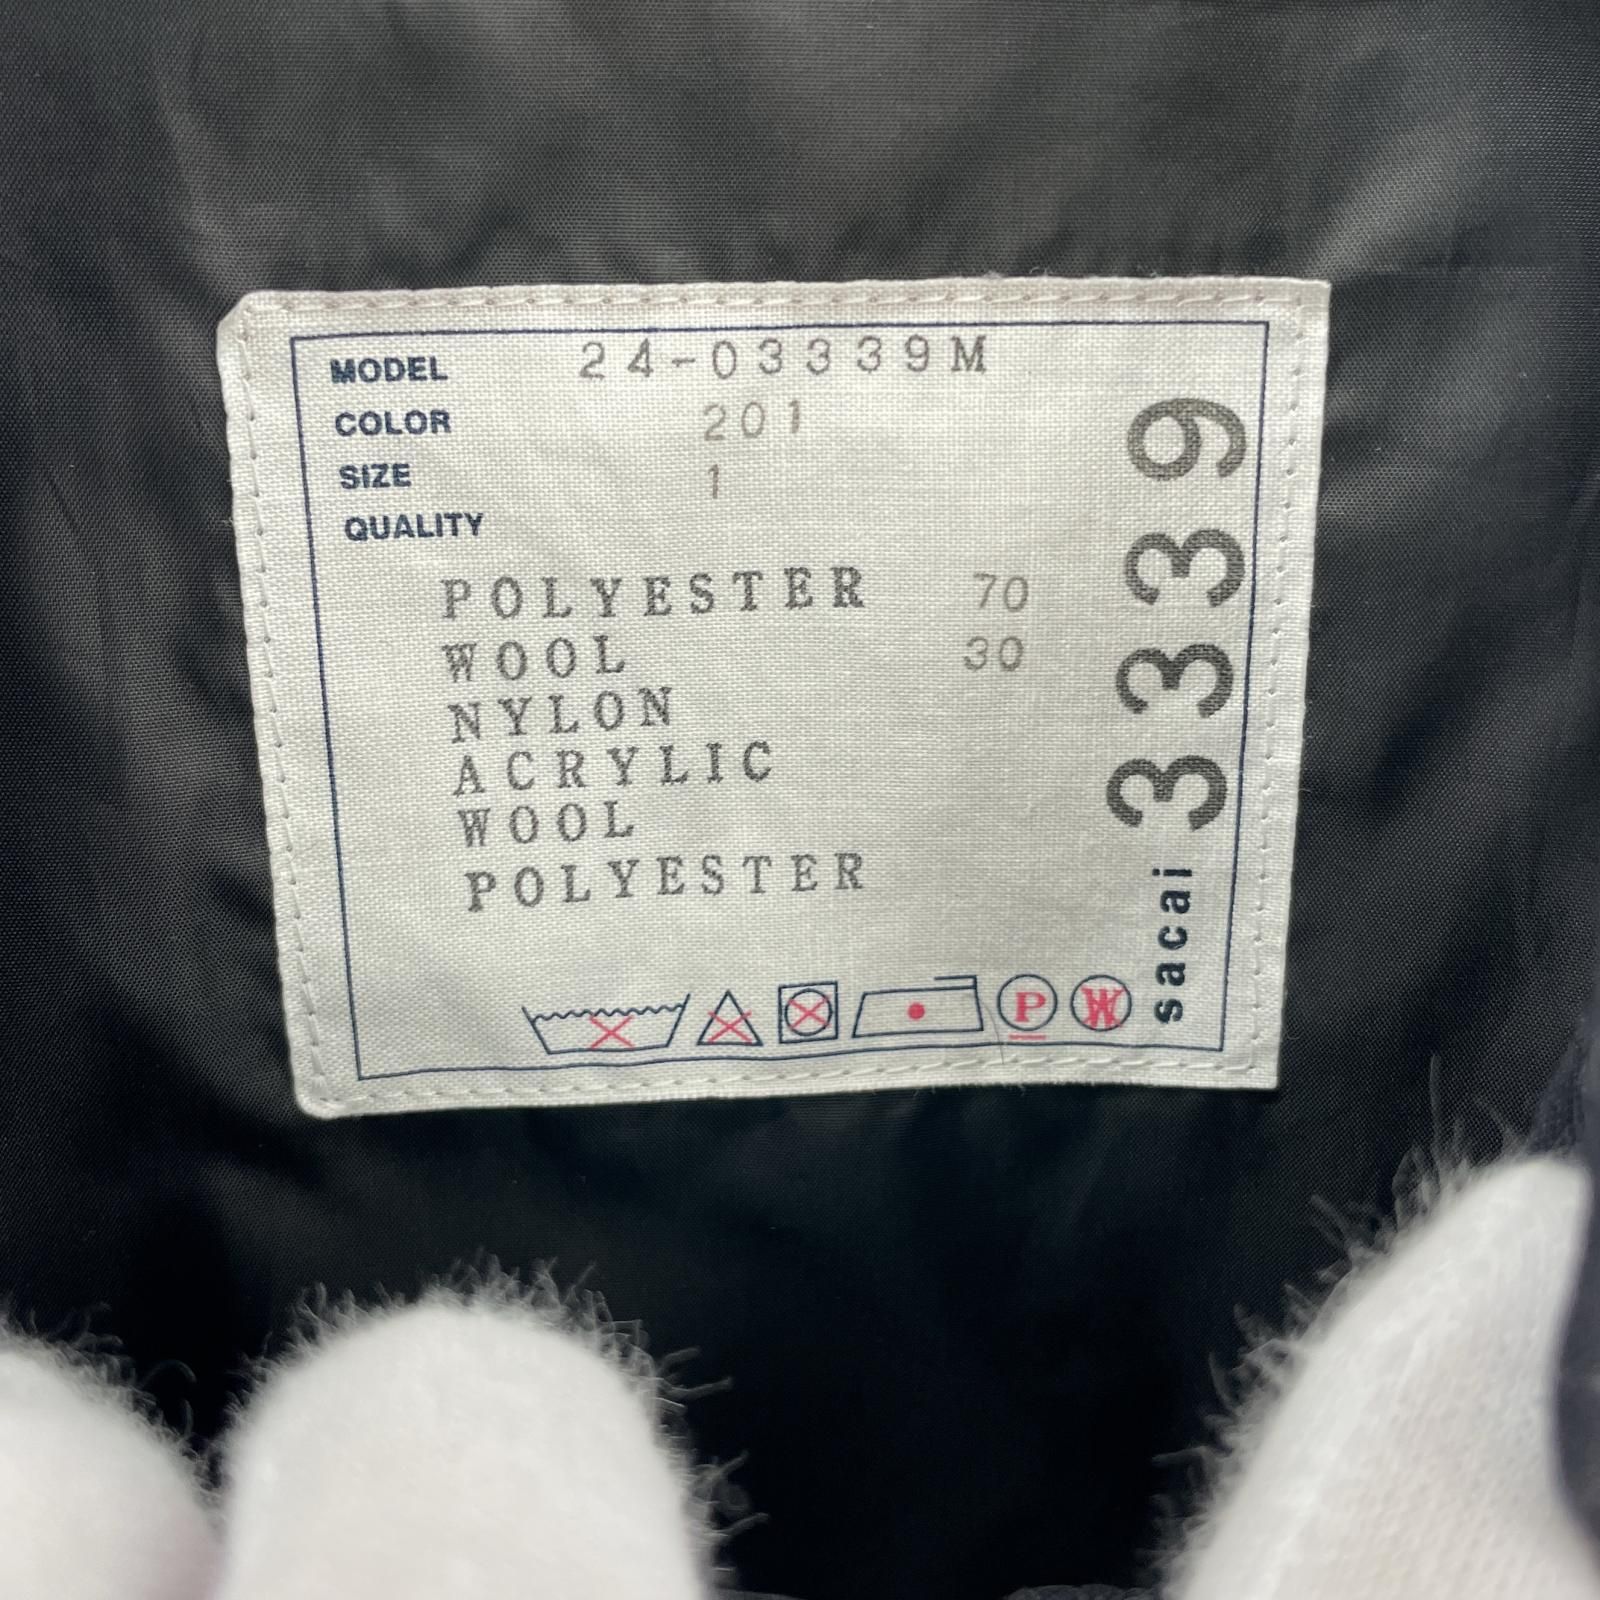 MODEL 24-03339M
COLOR 201
SIZE 1
QUALITY
POLYESTER 70
WOOL 30
NYLON
ACRYLIC
WOOL
POLYESTER
P W
sacai 3339